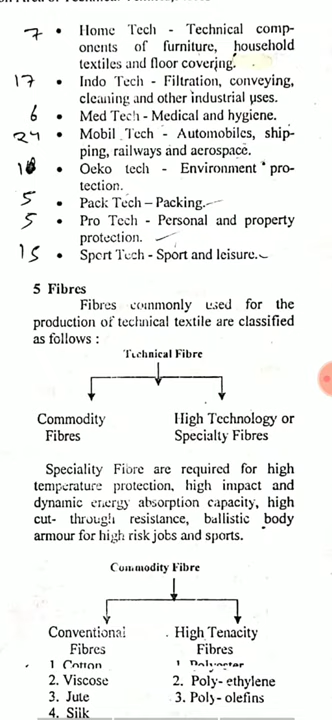 7 • Home Tech - Technical comp-
onents of furniture, household
textiles and floor covering.
17 • Indo Tech - Filtration, conveying,
cleaning and other industrial uses.
6 • Med Tech - Medical and hygiene.
24 • Mobil Tech - Automobiles, ship-
ping, railways and aerospace.
• Oeko tech - Environment pro-
tection.
5 • Pack Tech – Packing.
5 • Pro Tech - Personal and property
protection.
15 • Sport Tech - Sport and leisure.
5 Fibres
Fibres commonly used for the
production of technical textile are classified
as follows :
Technical Fibre
Commodity
Fibres
High Technology or
Specialty Fibres
Speciality Fibre are required for high
temperature protection, high impact and
dynamic energy absorption capacity, high
cut- through resistance, ballistic body
armour for high risk jobs and sports.
Commodity Fibre
Conventional
Fibres
1. Cotton
2. Viscose
3. Jute
4. Silk
High Tenacity
Fibres
1. Polyester
2. Poly- ethylene
3. Poly- olefins